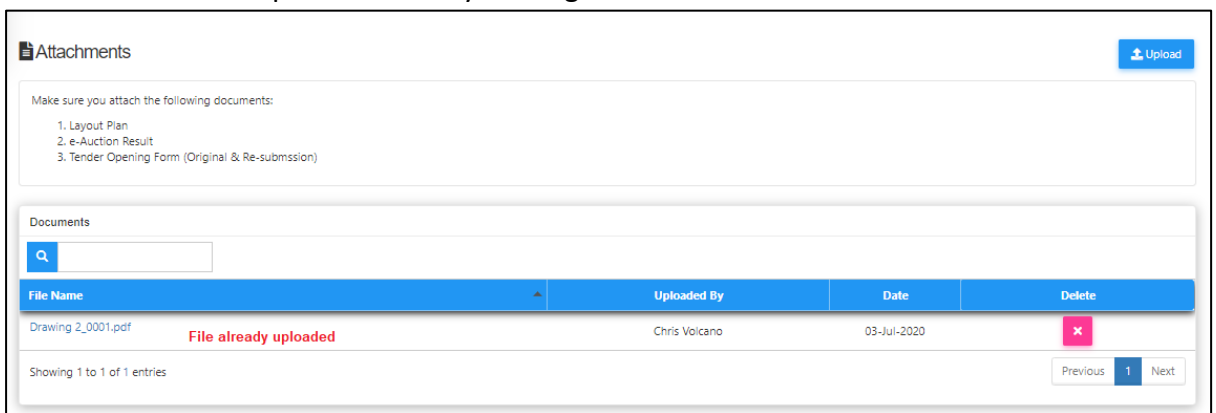 Attachments
Upload
Make sure you attach the following documents:
1. Layout Plan
2. e-Auction Result
3. Tender Opening Form (Original & Re-submssion)
Documents
File Name Uploaded By Date Delete
Drawing 2_0001.pdf File already uploaded Chris Volcano 03-Jul-2020
Showing 1 to 1 of 1 entries Previous 1 Next